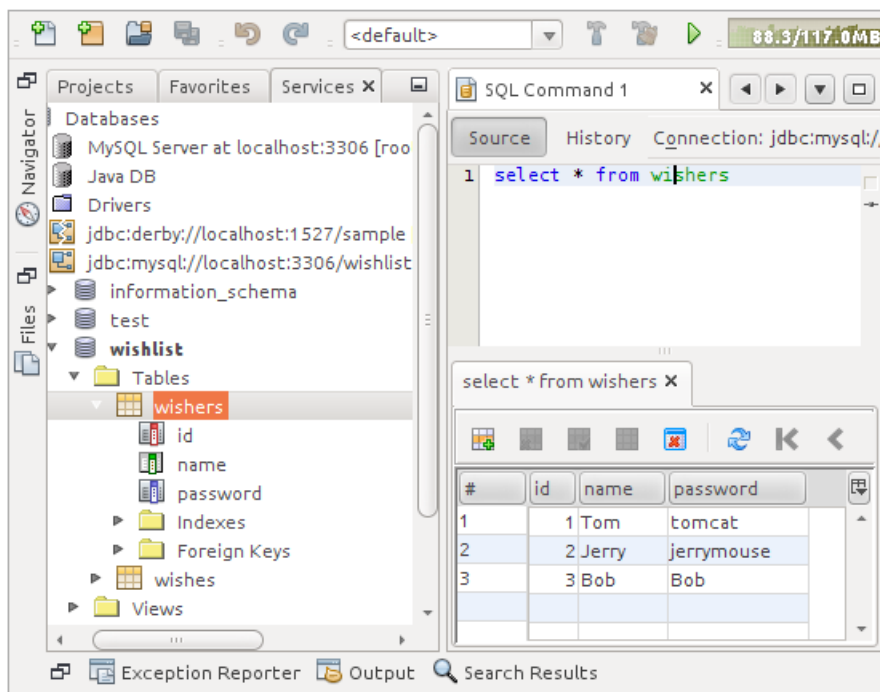 <default>
88.3/117.0MB
Navigator
Files
Projects
Favorites
Services
Databases
MySQL Server at localhost:3306 [roo
Java DB
Drivers
jdbc:derby://localhost:1527/sample
jdbc:mysql://localhost:3306/wishlist
information_schema
test
wishlist
Tables
wishers
id
name
password
Indexes
Foreign Keys
wishes
Views
SQL Command 1
Source History Connection: jdbc:mysql:/
1 select * from wishers
select * from wishers
# id name password
1 1 Tom tomcat
2 2 Jerry jerrymouse
3 3 Bob Bob
Exception Reporter Output Search Results